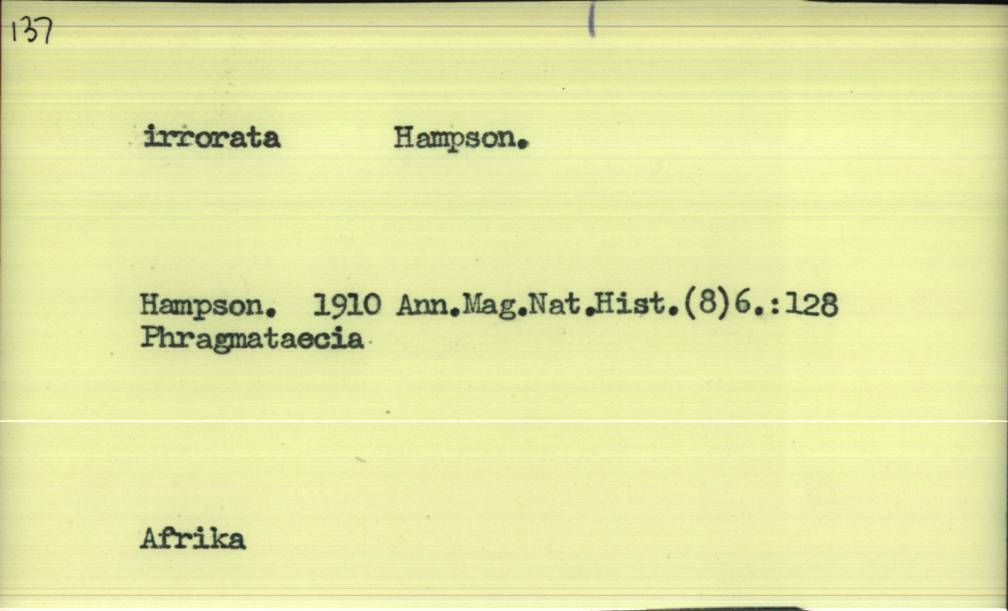 137
irrorata Hampson.
Hampson. 1910 Ann.Mag.Nat.Hist.(8)6.:128
Phragmataecia
Afrika